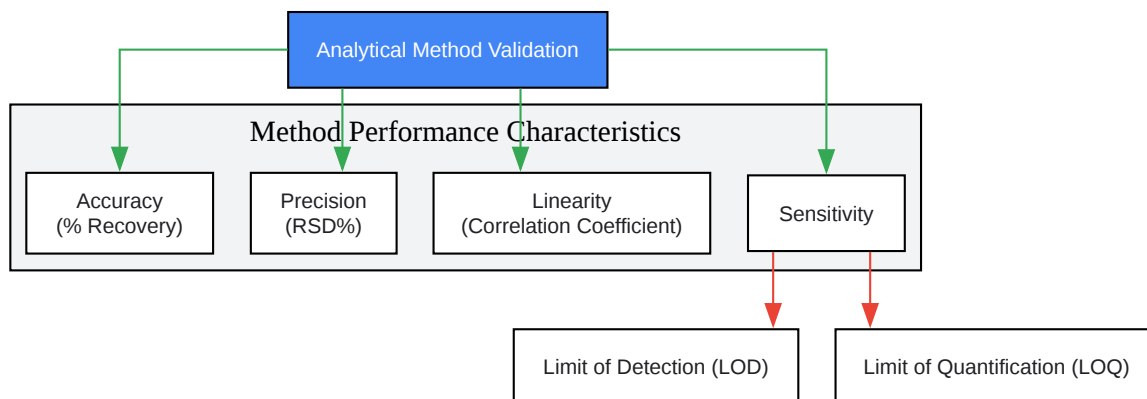 Analytical Method Validation
Method Performance Characteristics
Accuracy
(% Recovery)
Precision
(RSD%)
Linearity
(Correlation Coefficient)
Sensitivity
Limit of Detection (LOD)
Limit of Quantification (LOQ)